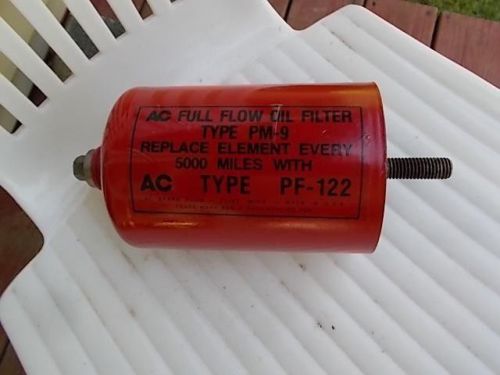 AC FULL FLOW OIL FILTER
TYPE PM-9
REPLACE ELEMENT EVERY
5000 MILES WITH
AC TYPE PF-122